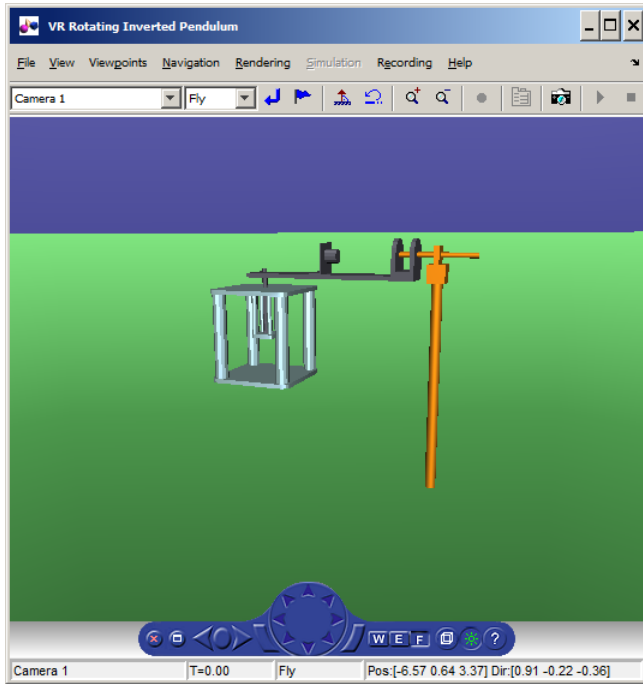 VR Rotating Inverted Pendulum
File View Viewpoints Navigation Rendering Simulation Recording Help
Camera 1 Fly
W E F ?
Camera 1 T=0.00 Fly Pos:[-6.57 0.64 3.37] Dir:[0.91 -0.22 -0.36]